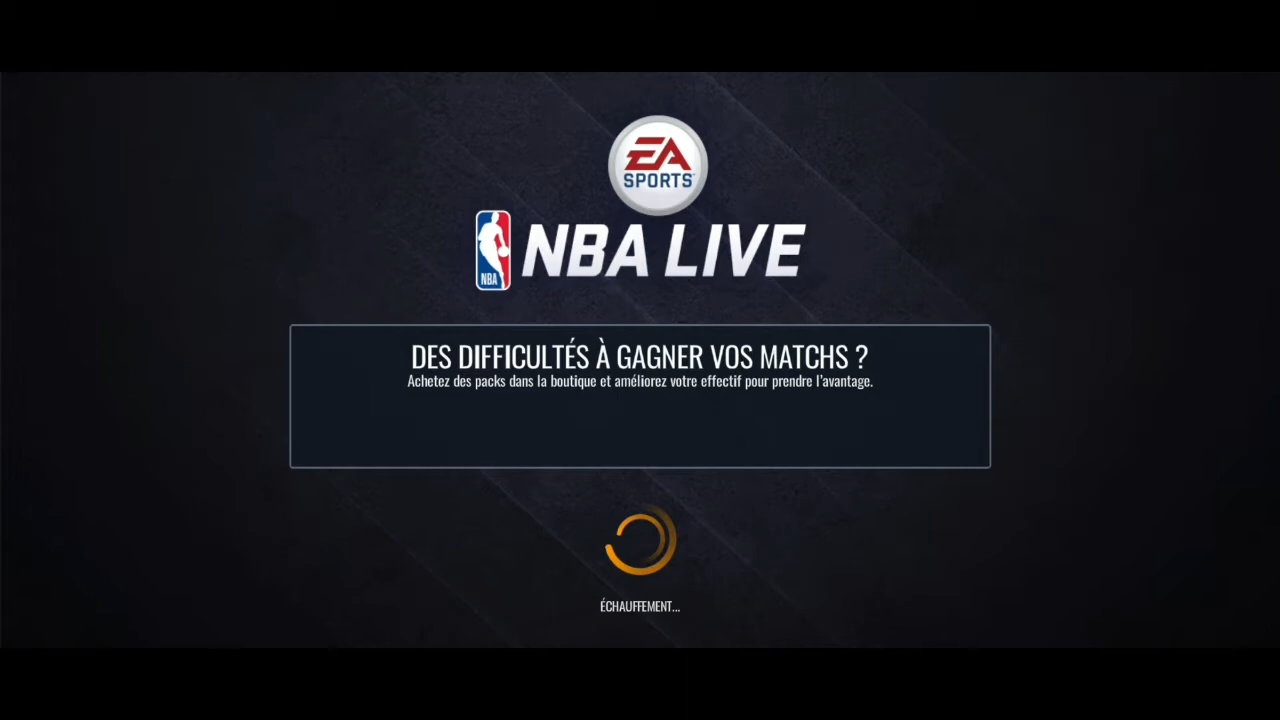 EA
SPORTS
NBA
NBA LIVE
DES DIFFICULTÉS À GAGNER VOS MATCHS ?
Achetez des packs dans la boutique et améliorez votre effectif pour prendre l'avantage.
ÉCHAUFFEMENT...